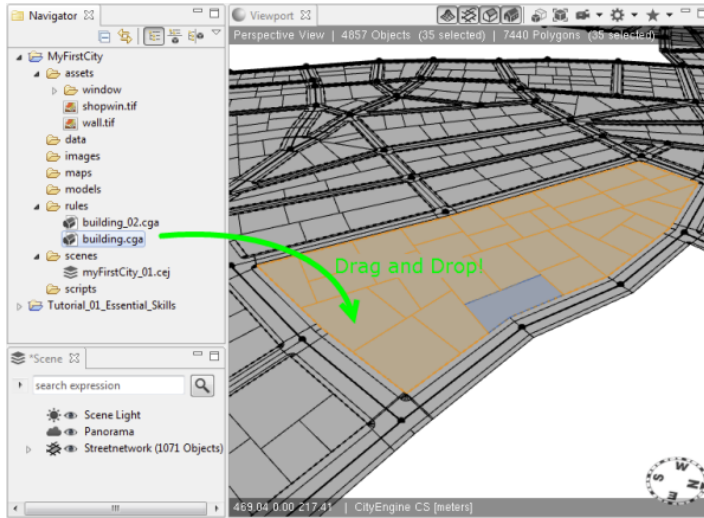 Navigator
MyFirstCity
assets
window
shopwin.tif
wall.tif
data
images
maps
models
rules
building_02.cga
building.cga
scenes
myFirstCity_01.cej
scripts
Tutorial_01_Essential_Skills
*Scene
search expression
Scene Light
Panorama
Streetnetwork (1071 Objects)
Viewport
Perspective View | 4857 Objects (35 selected) | 7440 Polygons (35 selected)
Drag and Drop!
S W N E
469.04 0.00 217.41 | CityEngine CS [meters]